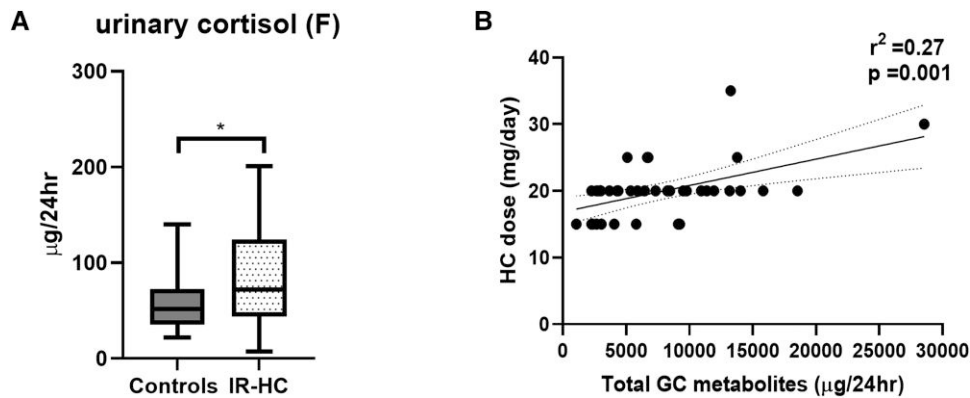 A
urinary cortisol (F)
300
200
100
0
μg/24hr
*
Controls IR-HC
B
r² =0.27
p =0.001
40
30
20
10
0
HC dose (mg/day)
0 5000 10000 15000 20000 25000 30000
Total GC metabolites (μg/24hr)